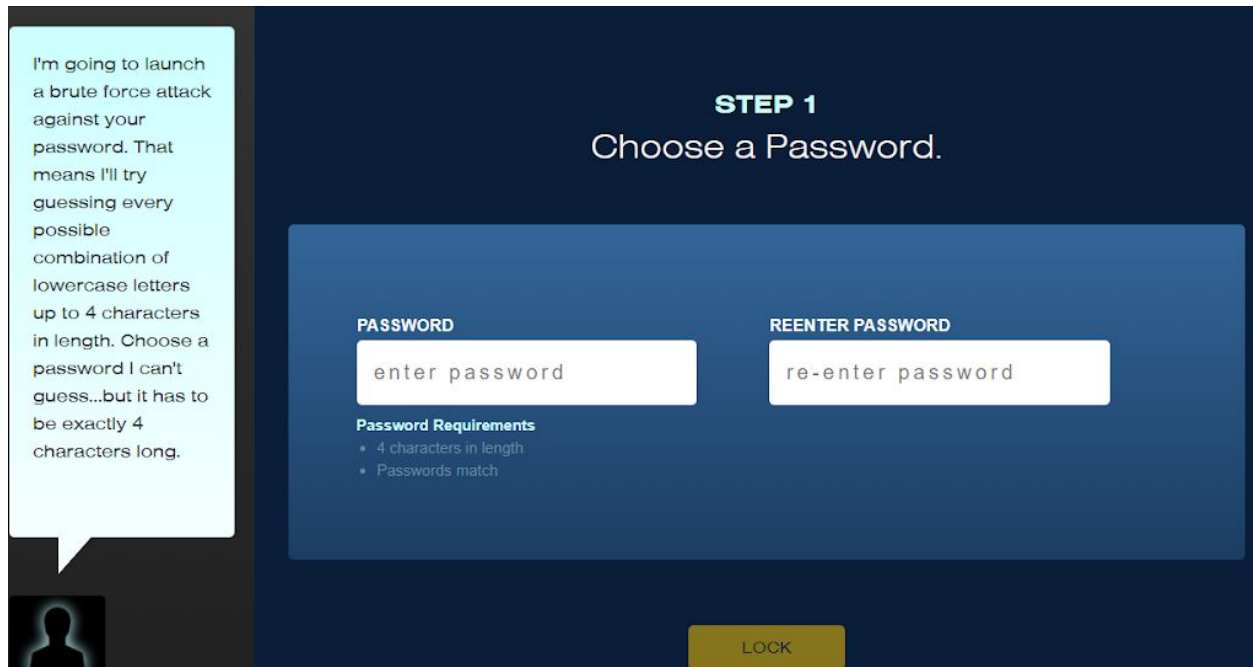 I'm going to launch
a brute force attack
against your
password. That
means I'll try
guessing every
possible
combination of
lowercase letters
up to 4 characters
in length. Choose a
password I can't
guess...but it has to
be exactly 4
characters long.
STEP 1
Choose a Password.
PASSWORD
enter password
REENTER PASSWORD
re-enter password
Password Requirements
• 4 characters in length
• Passwords match
LOCK